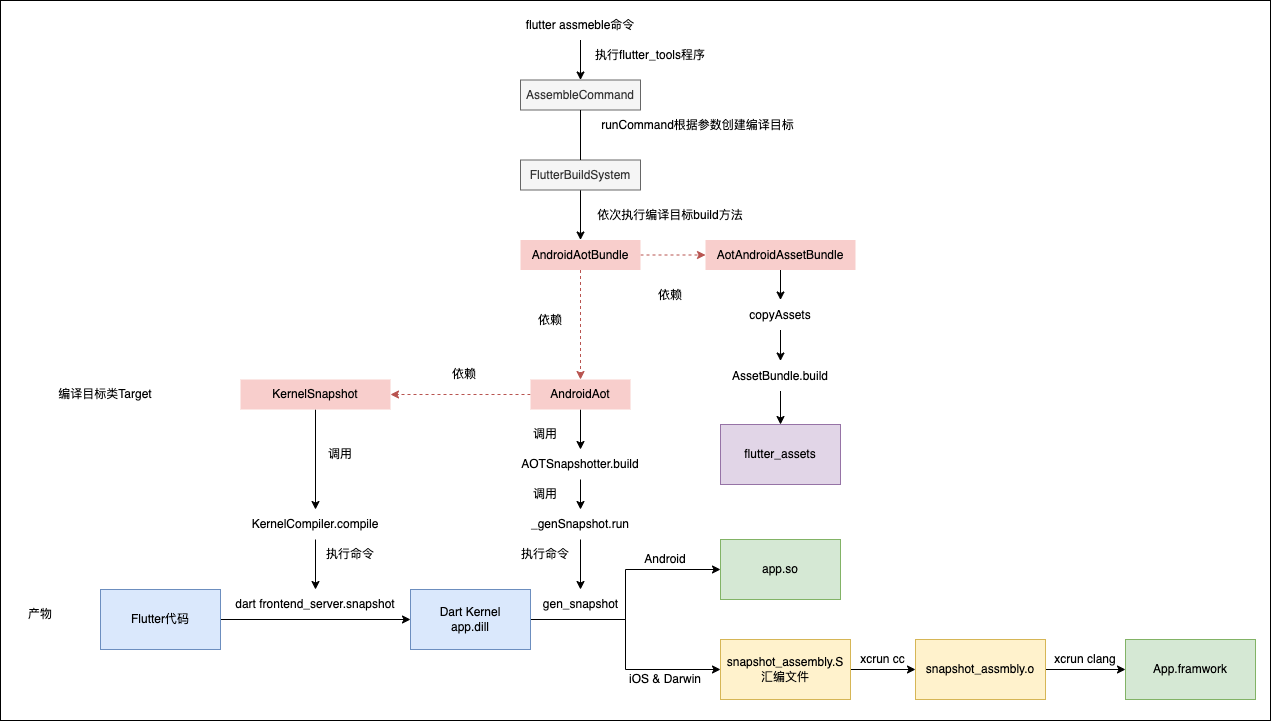 flutter assmeble命令
执行flutter_tools程序
AssembleCommand
runCommand根据参数创建编译目标
FlutterBuildSystem
依次执行编译目标build方法
AndroidAotBundle
AotAndroidAssetBundle
依赖
copyAssets
依赖
AssetBundle.build
依赖
编译目标类Target
KernelSnapshot
AndroidAot
调用
flutter_assets
调用
AOTSnapshotter.build
调用
KernelCompiler.compile
_genSnapshot.run
执行命令
执行命令
Android
app.so
dart frontend_server.snapshot
gen_snapshot
产物
Flutter代码
Dart Kernel
app.dill
iOS & Darwin
snapshot_assembly.S
汇编文件
xcrun cc
snapshot_assmbly.o
xcrun clang
App.framwork